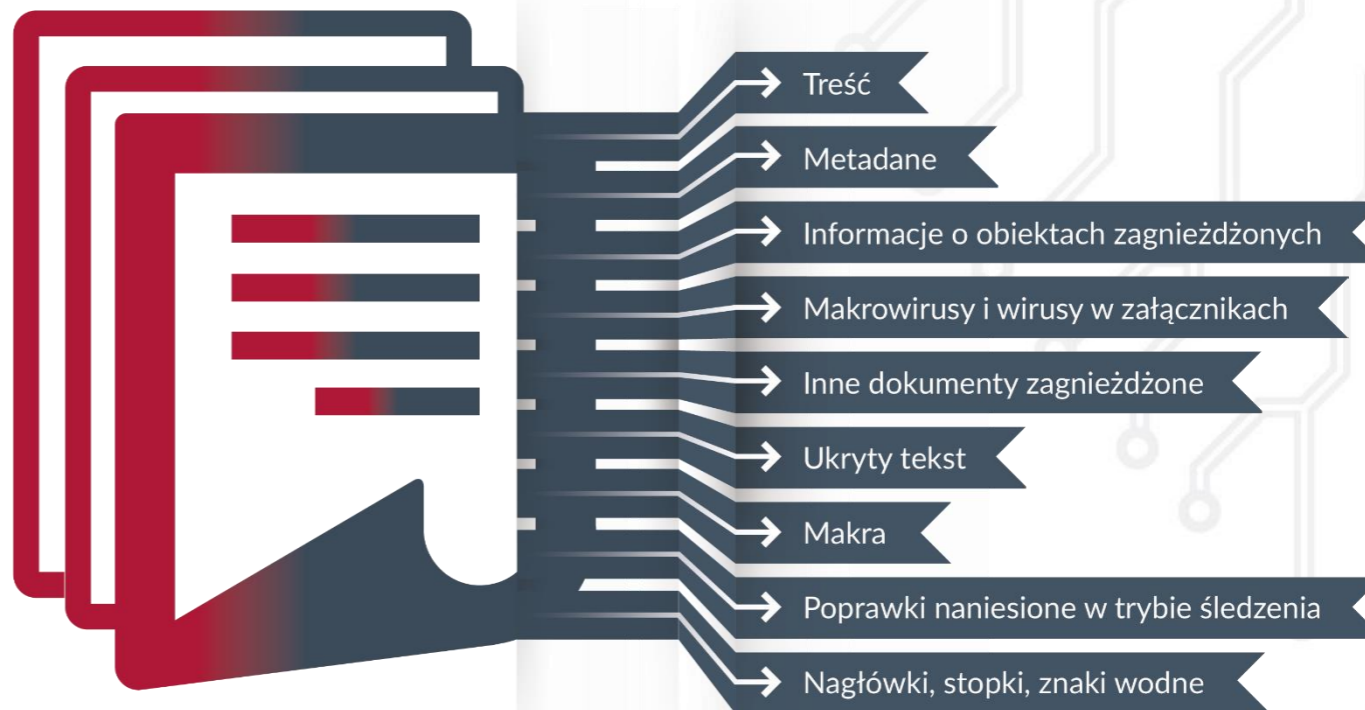 Treść
Metadane
Informacje o obiektach zagnieżdżonych
Makrowirusy i wirusy w załącznikach
Inne dokumenty zagnieżdżone
Ukryty tekst
Makra
Poprawki naniesione w trybie śledzenia
Nagłówki, stopki, znaki wodne